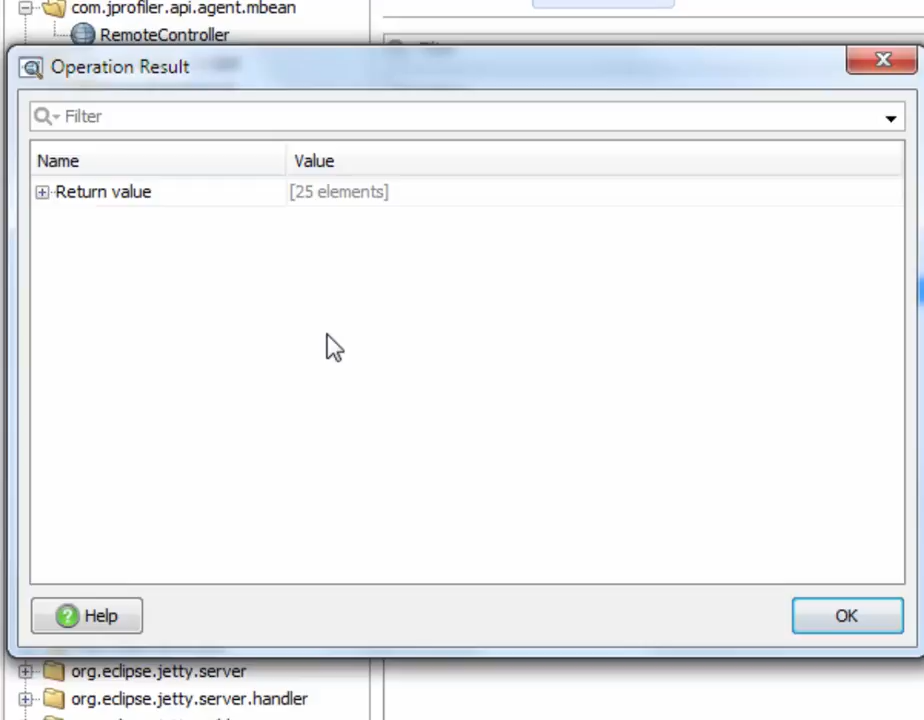 com.jprofiler.api.agent.mbean
RemoteController
Operation Result
Filter
Name Value
Return value [25 elements]
Help OK
org.eclipse.jetty.server
org.eclipse.jetty.server.handler